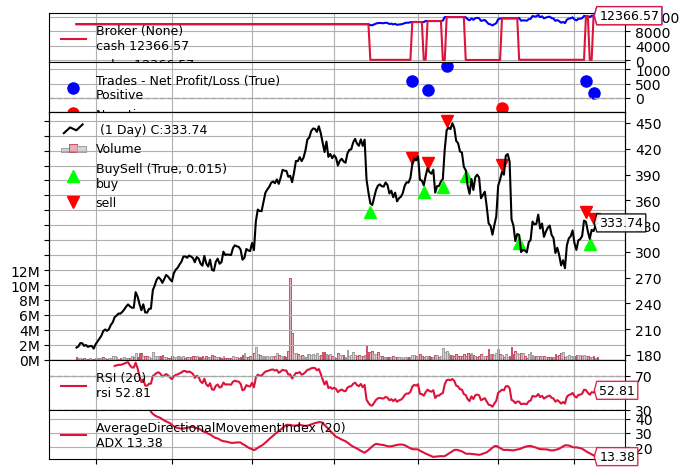 Broker (None)
cash 12366.57
12366.57
8000
4000
0
Trades - Net Profit/Loss (True)
Positive
1000
500
0
(1 Day) C:333.74
Volume
BuySell (True, 0.015)
buy
sell
450
420
390
360
333.74
300
270
240
210
180
12M
10M
8M
6M
4M
2M
0M
RSI (20)
rsi 52.81
70
52.81
30
AverageDirectionalMovementIndex (20)
ADX 13.38
40
30
20
13.38